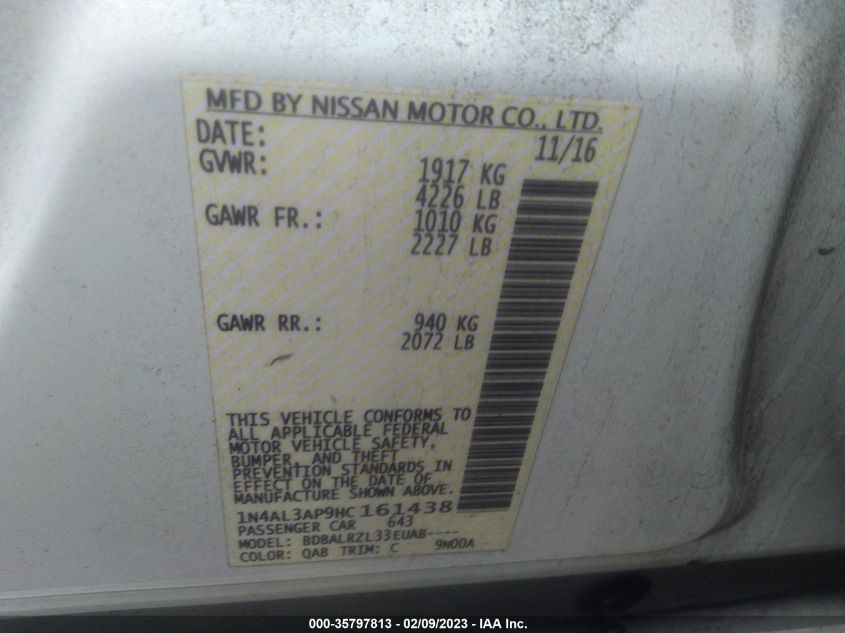 MFD BY NISSAN MOTOR CO., LTD.
DATE: 11/16
GVWR: 1917 KG
4226 LB
GAWR FR.: 1010 KG
2227 LB
GAWR RR.: 940 KG
2072 LB
THIS VEHICLE CONFORMS TO
ALL APPLICABLE FEDERAL
MOTOR VEHICLE SAFETY,
BUMPER, AND THEFT
PREVENTION STANDARDS IN
EFFECT ON THE DATE OF
MANUFACTURE SHOWN ABOVE.
1N4AL3AP9HC161438
PASSENGER CAR 643
MODEL: BDBALRZL33EUAB----
COLOR: QAB TRIM: C 9N00A
000-35797813 - 02/09/2023 - IAA Inc.